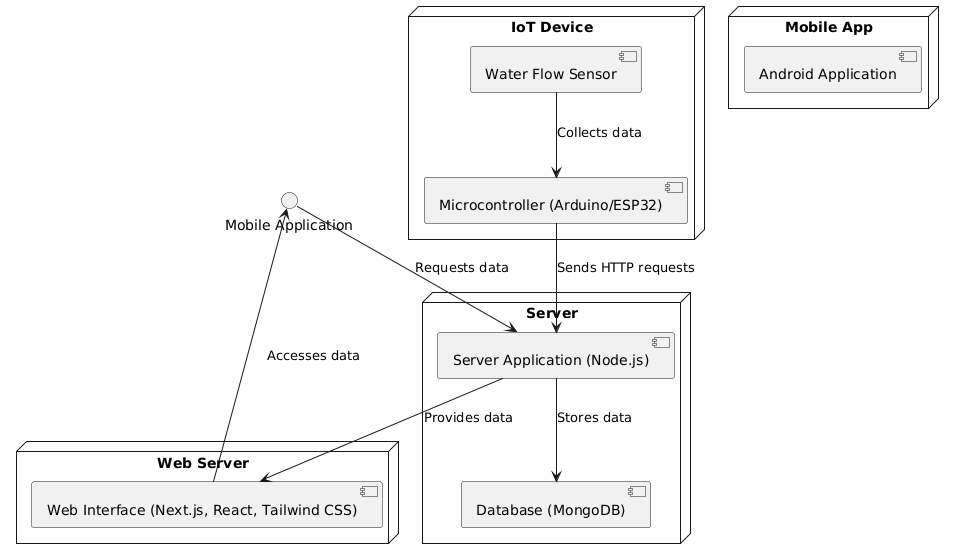 IoT Device
Mobile App
Water Flow Sensor
Android Application
Collects data
Microcontroller (Arduino/ESP32)
Mobile Application
Requests data
Sends HTTP requests
Server
Accesses data
Server Application (Node.js)
Provides data
Stores data
Web Server
Web Interface (Next.js, React, Tailwind CSS)
Database (MongoDB)